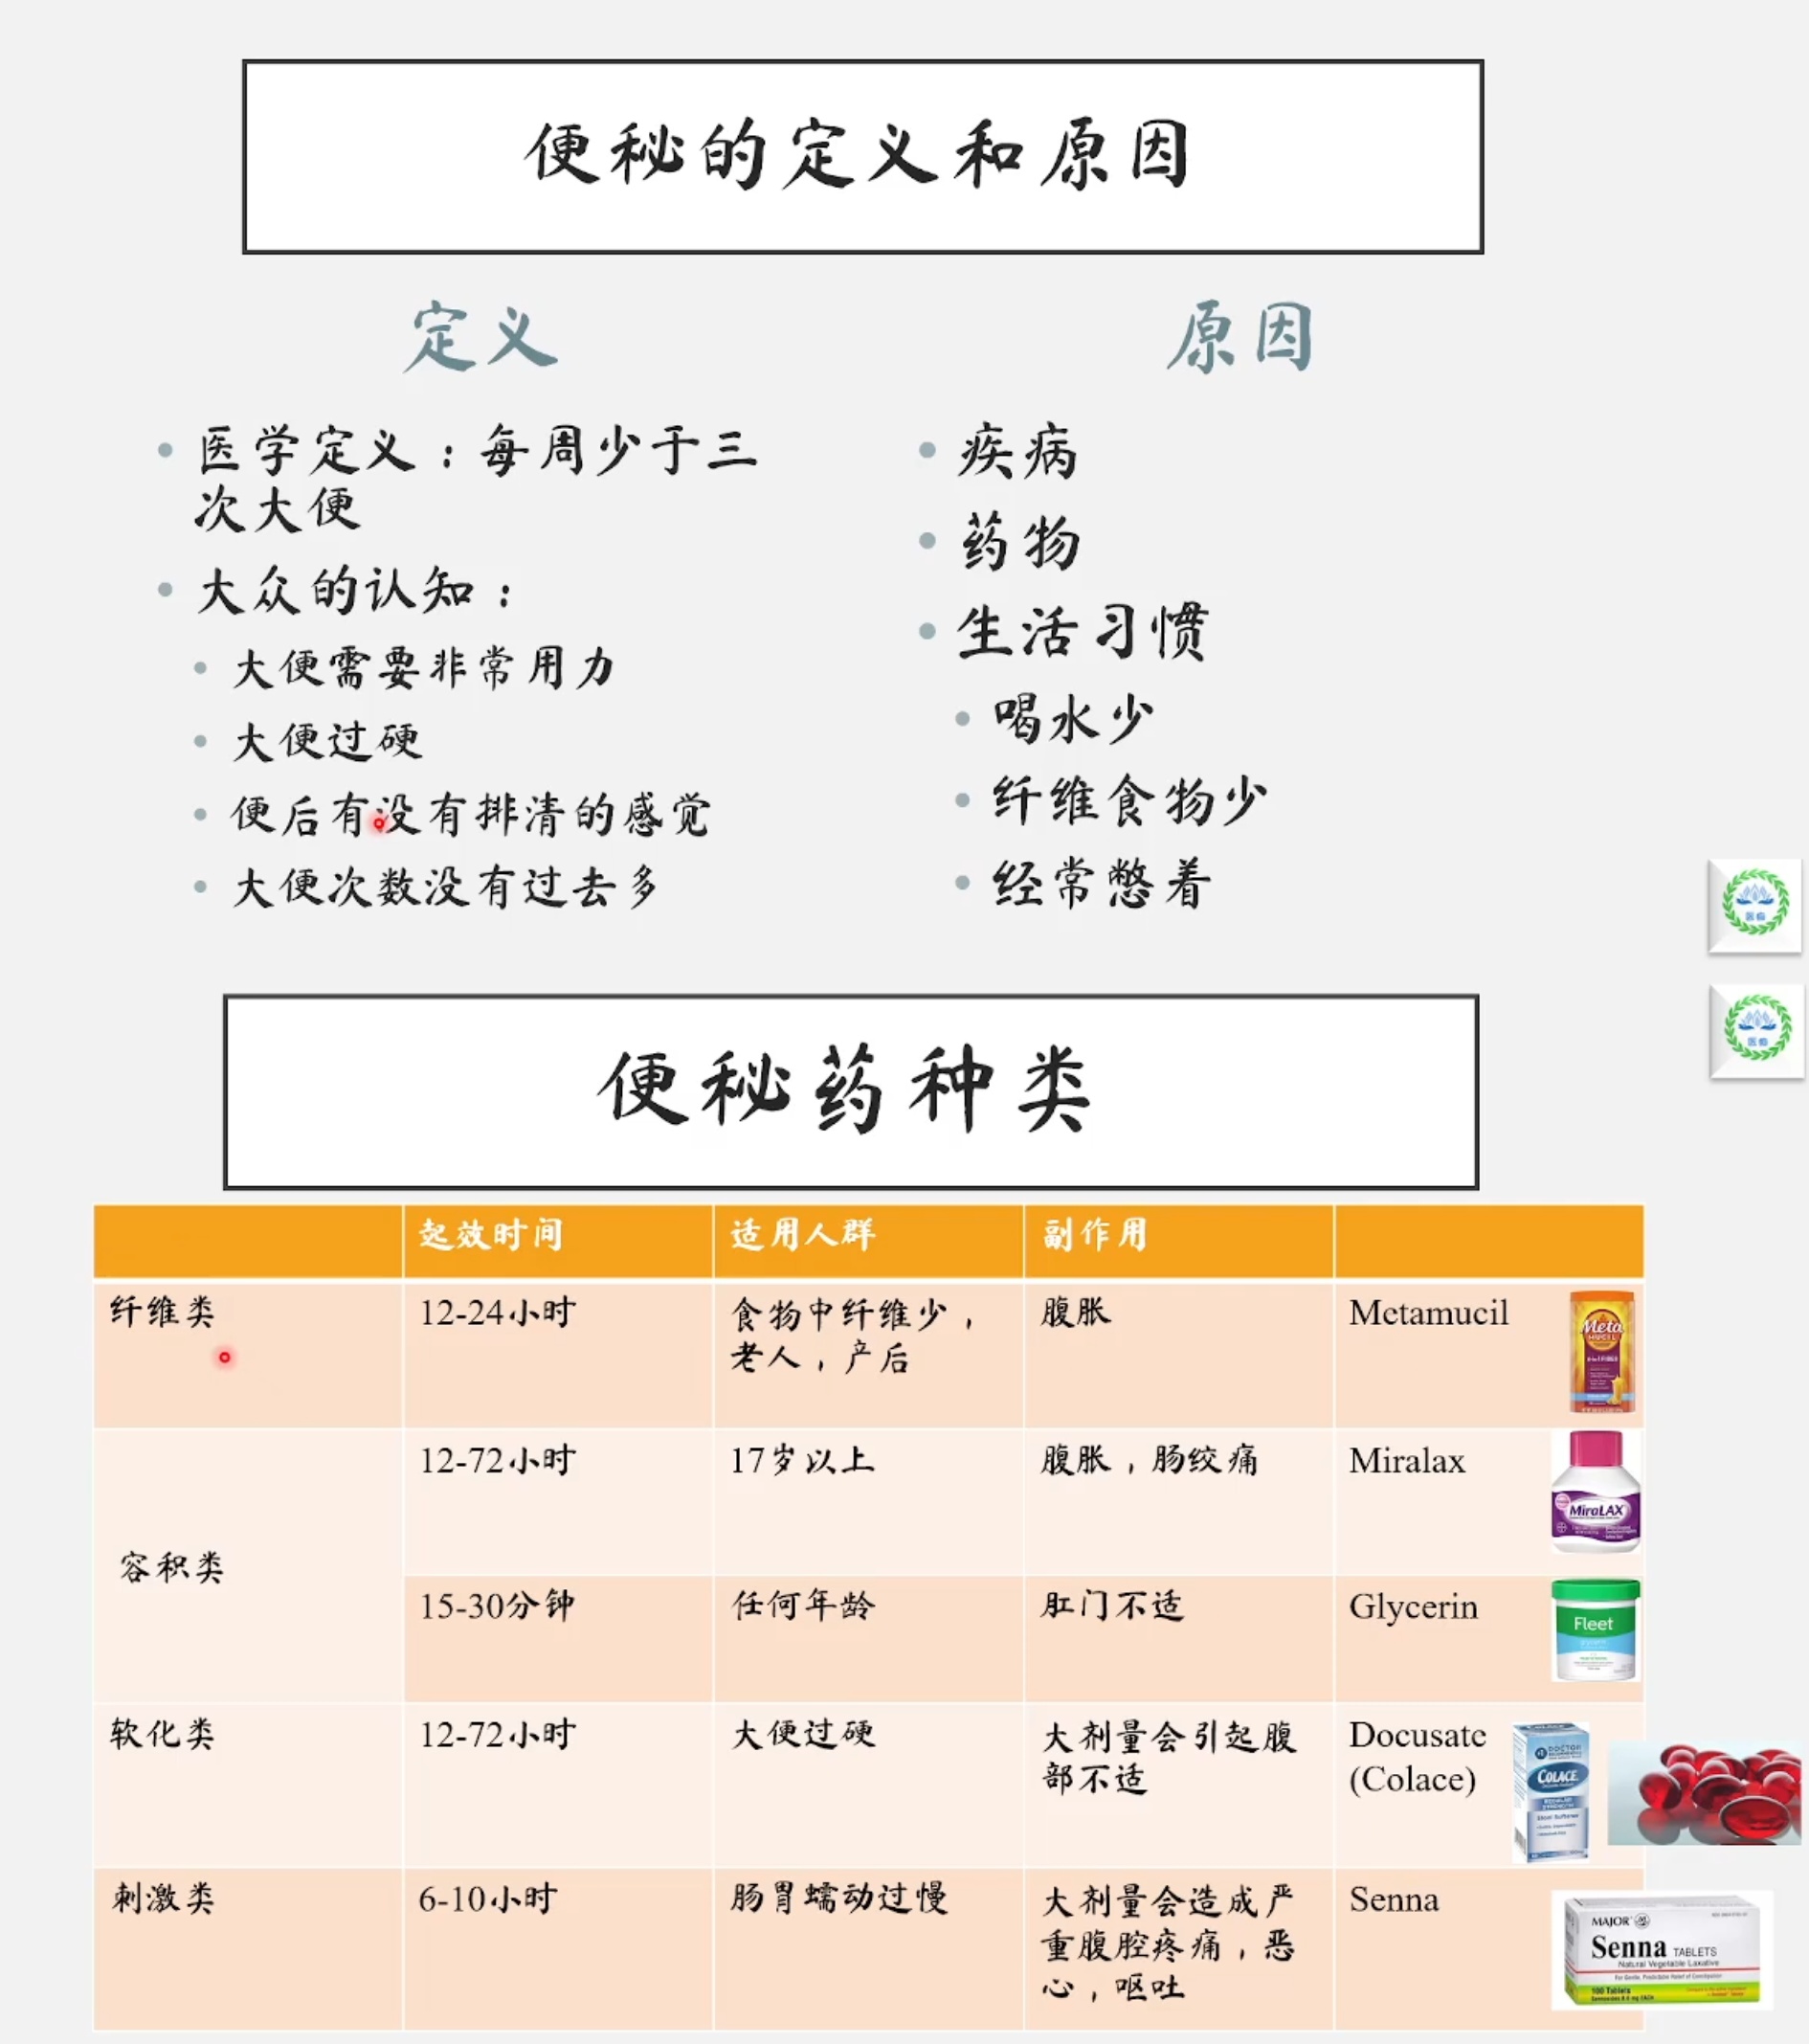 便秘的定义和原因
定义
医学定义：每周少于三
次大便
大众的认知：
大便需要非常用力
大便过硬
便后有没有排清的感觉
大便次数没有过去多
原因
疾病
药物
生活习惯
喝水少
纤维食物少
经常憋着
便秘药种类
起效时间 适用人群 副作用
纤维类 12-24小时 食物中纤维少， 腹胀 Metamucil
老人，产后
Meta
MUCIL
容积类
12-72小时 17岁以上 腹胀，肠绞痛 Miralax
MiraLAX
15-30分钟 任何年龄 肛门不适 Glycerin
Fleet
软化类 12-72小时 大便过硬 大剂量会引起腹 Docusate
部不适 (Colace)
DOCTOR
COLACE
Stool Softener
刺激类 6-10小时 肠胃蠕动过慢 大剂量会造成严 Senna
重腹腔疼痛，恶
心，呕吐
MAJOR
Senna TABLETS
Natural Vegetable Laxative
100 Tablets